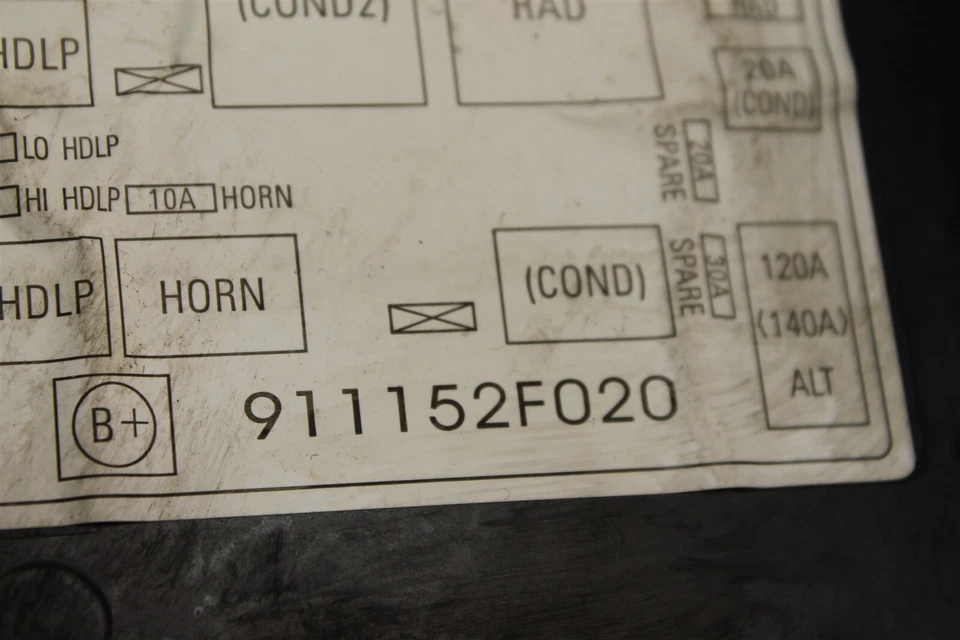 (COND2)
RAD
RAD
HDLP
20A
(COND)
LO HDLP
20A
SPARE
HI HDLP 10A HORN
HDLP
HORN
(COND)
30A
SPARE
120A
(140A)
ALT
B+
911152F020